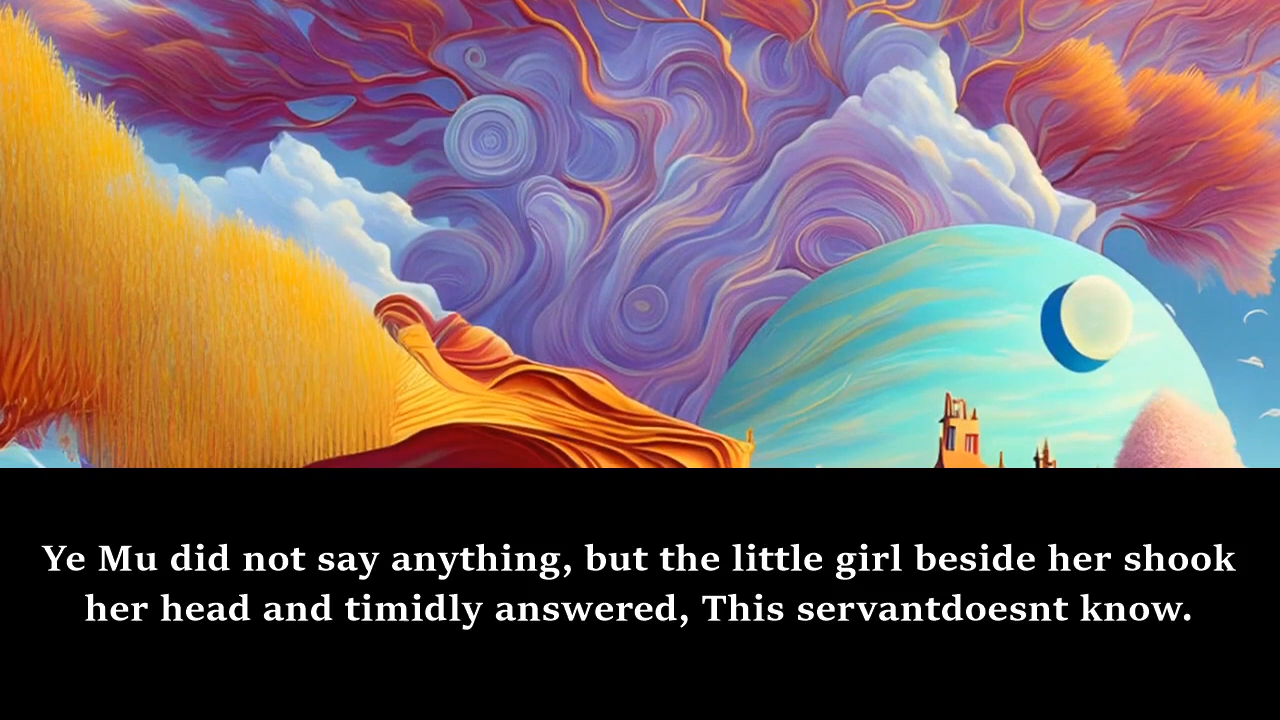 Ye Mu did not say anything, but the little girl beside her shook
her head and timidly answered, This servantdoesnt know.